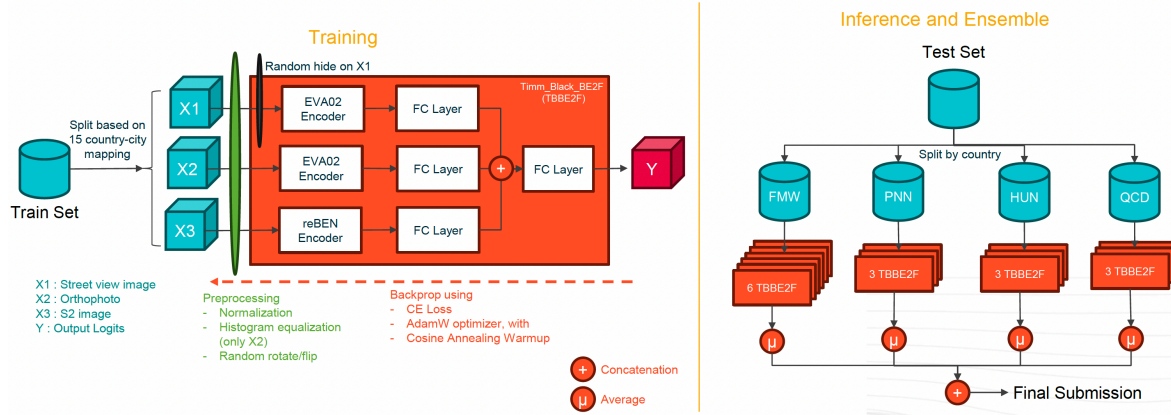 Training
Random hide on X1
Timm_Black_BE2F
(TBBE2F)
Split based on
15 country-city
mapping
Train Set
X1
X2
X3
EVA02
Encoder
FC Layer
EVA02
Encoder
FC Layer
reBEN
Encoder
FC Layer
+
FC Layer
Y
X1 : Street view image
X2 : Orthophoto
X3 : S2 image
Y : Output Logits
Preprocessing
- Normalization
- Histogram equalization
(only X2)
- Random rotate/flip
Backprop using
- CE Loss
- AdamW optimizer, with
- Cosine Annealing Warmup
+ Concatenation
µ Average
Inference and Ensemble
Test Set
Split by country
FMW
PNN
HUN
QCD
6 TBBE2F
3 TBBE2F
3 TBBE2F
3 TBBE2F
µ
µ
µ
µ
+
Final Submission